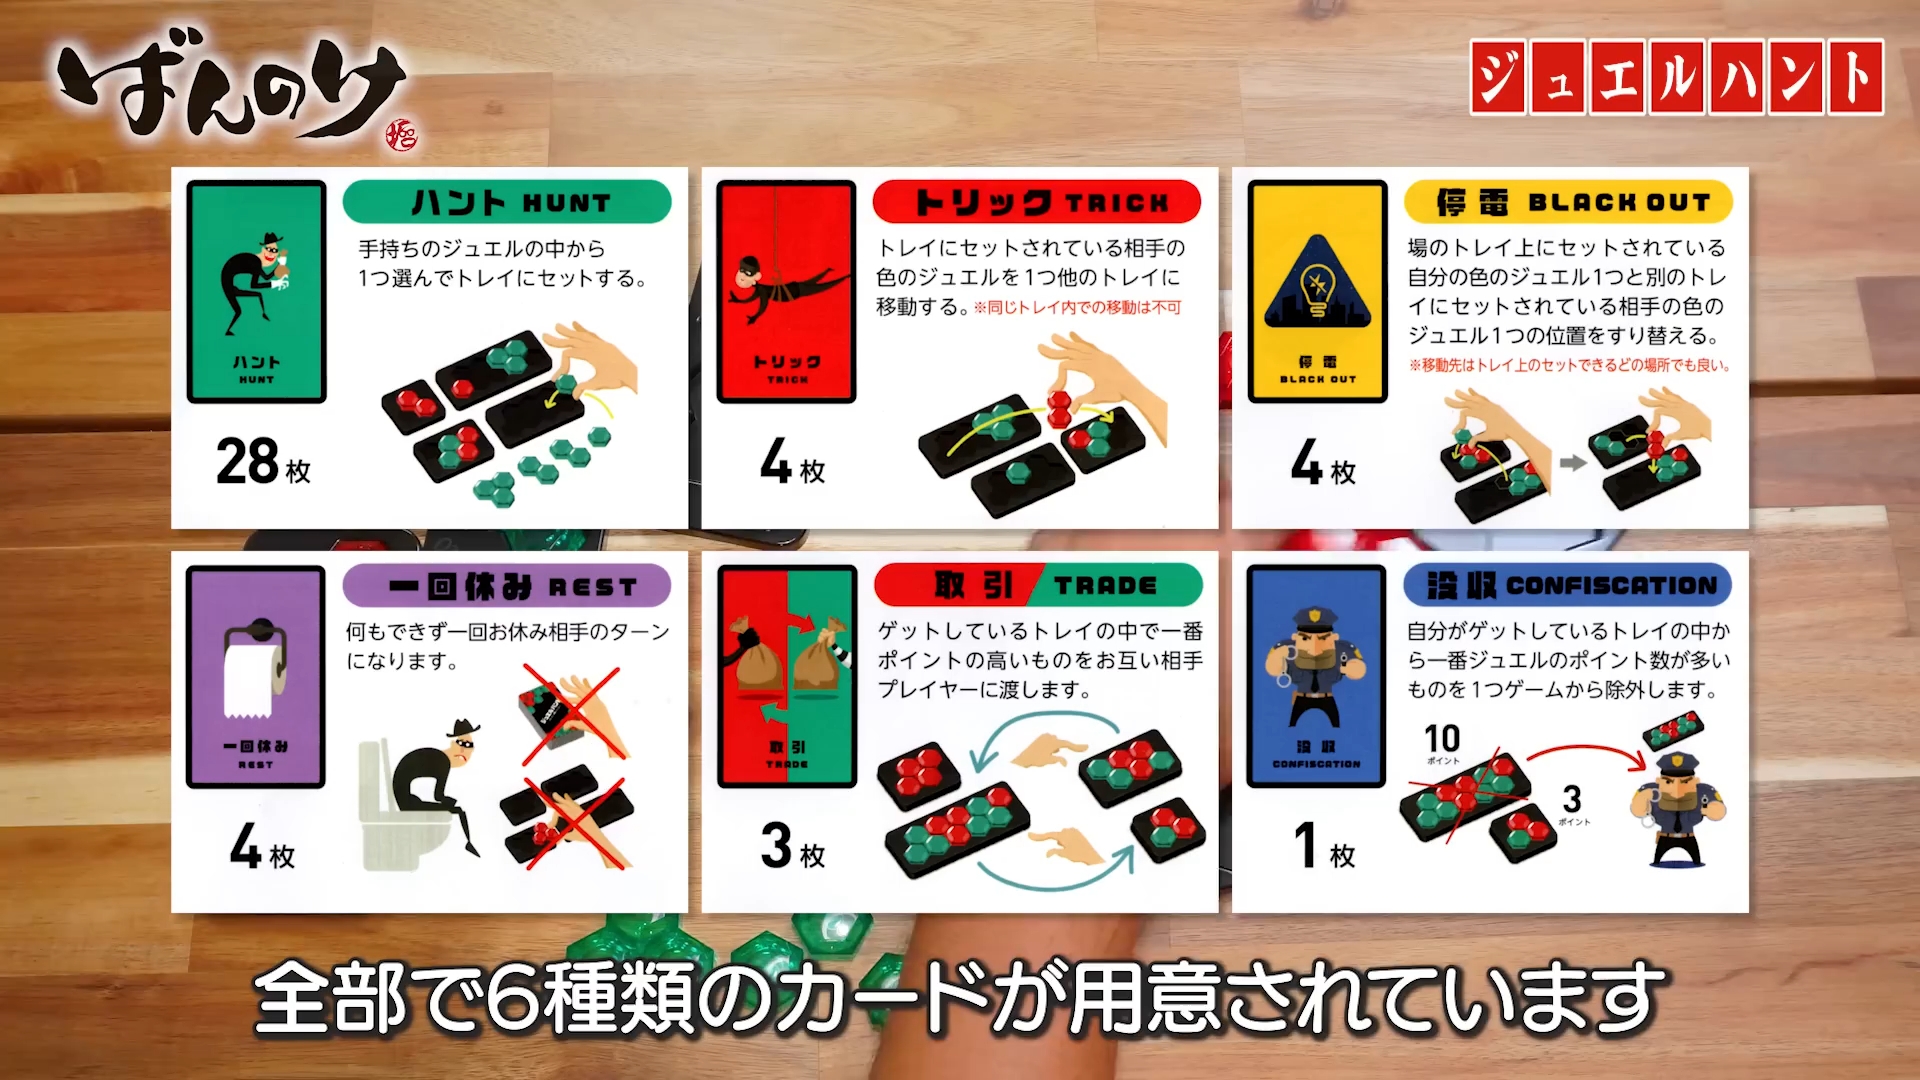 ばんのけ
ジュエルハント
ハント HUNT
手持ちのジュエルの中から
1つ選んでトレイにセットする。
ハント
HUNT
28枚
トリック TRICK
トレイにセットされている相手の
色のジュエルを1つ他のトレイに
移動する。※同じトレイ内での移動は不可
トリック
TRICK
4枚
停電 BLACK OUT
場のトレイ上にセットされている
自分の色のジュエル1つと別のトレ
イにセットされている相手の色の
ジュエル1つの位置をすり替える。
※移動先はトレイ上のセットできるどの場所でも良い。
停電
BLACK OUT
4枚
一回休み REST
何もできず一回お休み相手のターン
になります。
一回休み
REST
4枚
取引 TRADE
ゲットしているトレイの中で一番
ポイントの高いものをお互い相手
プレイヤーに渡します。
取引
TRADE
3枚
没収 CONFISCATION
自分がゲットしているトレイの中か
ら一番ジュエルのポイント数が多い
ものを1つゲームから除外します。
没収
CONFISCATION
10
ポイント
3
ポイント
1枚
全部で6種類のカードが用意されています